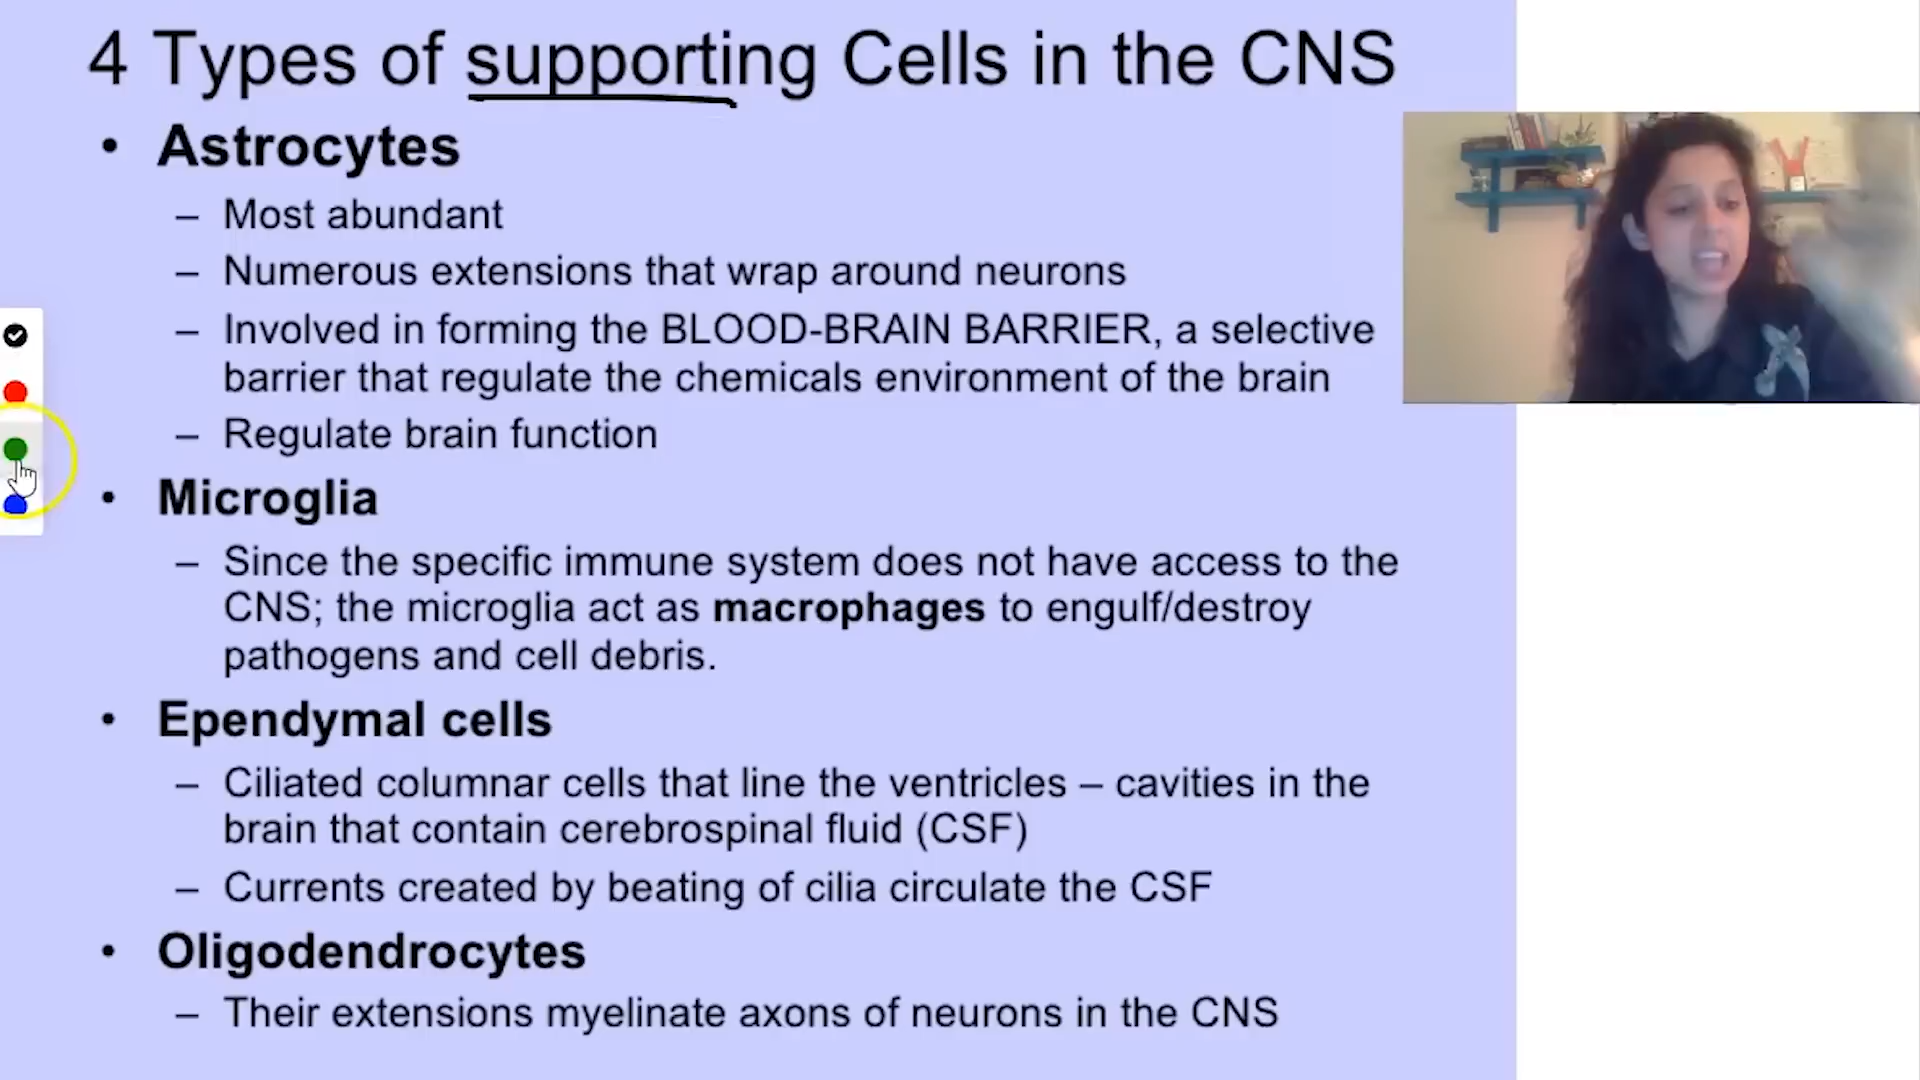 4 Types of supporting Cells in the CNS
• Astrocytes
– Most abundant
– Numerous extensions that wrap around neurons
– Involved in forming the BLOOD-BRAIN BARRIER, a selective
barrier that regulate the chemicals environment of the brain
– Regulate brain function
• Microglia
– Since the specific immune system does not have access to the
CNS; the microglia act as macrophages to engulf/destroy
pathogens and cell debris.
• Ependymal cells
– Ciliated columnar cells that line the ventricles – cavities in the
brain that contain cerebrospinal fluid (CSF)
– Currents created by beating of cilia circulate the CSF
• Oligodendrocytes
– Their extensions myelinate axons of neurons in the CNS